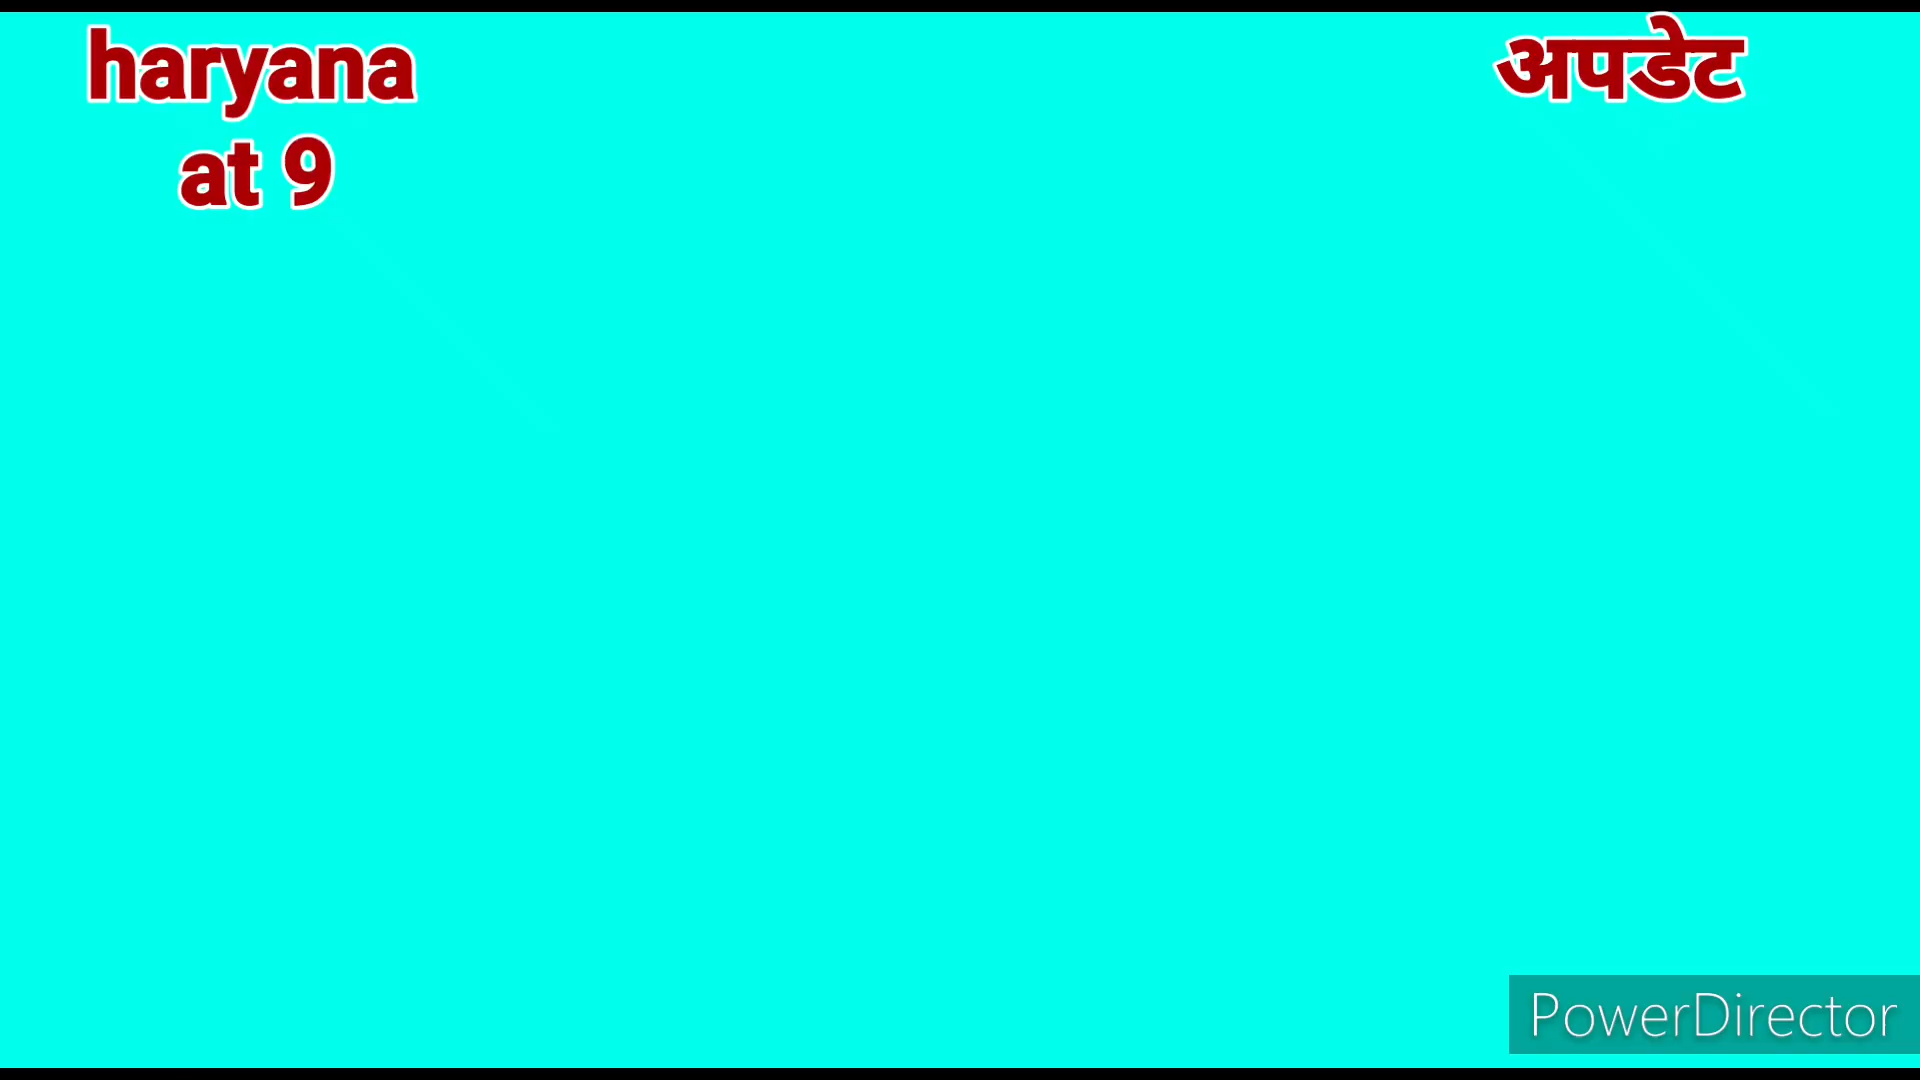 haryana
at 9
अपडेट
PowerDirector